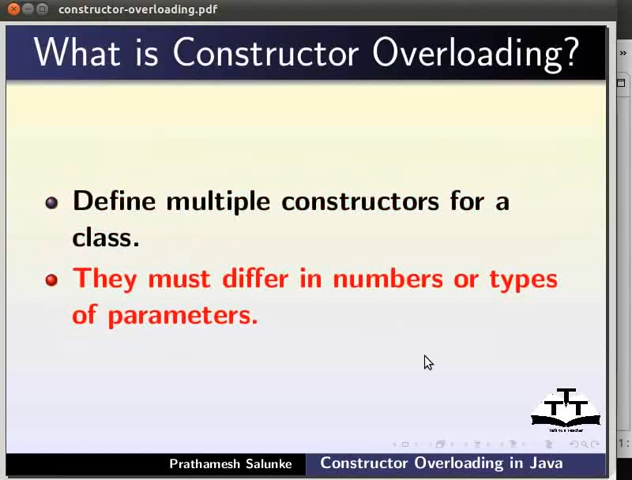 constructor-overloading.pdf
What is Constructor Overloading?
Define multiple constructors for a
class.
They must differ in numbers or types
of parameters.
Prathamesh Salunke
Constructor Overloading in Java